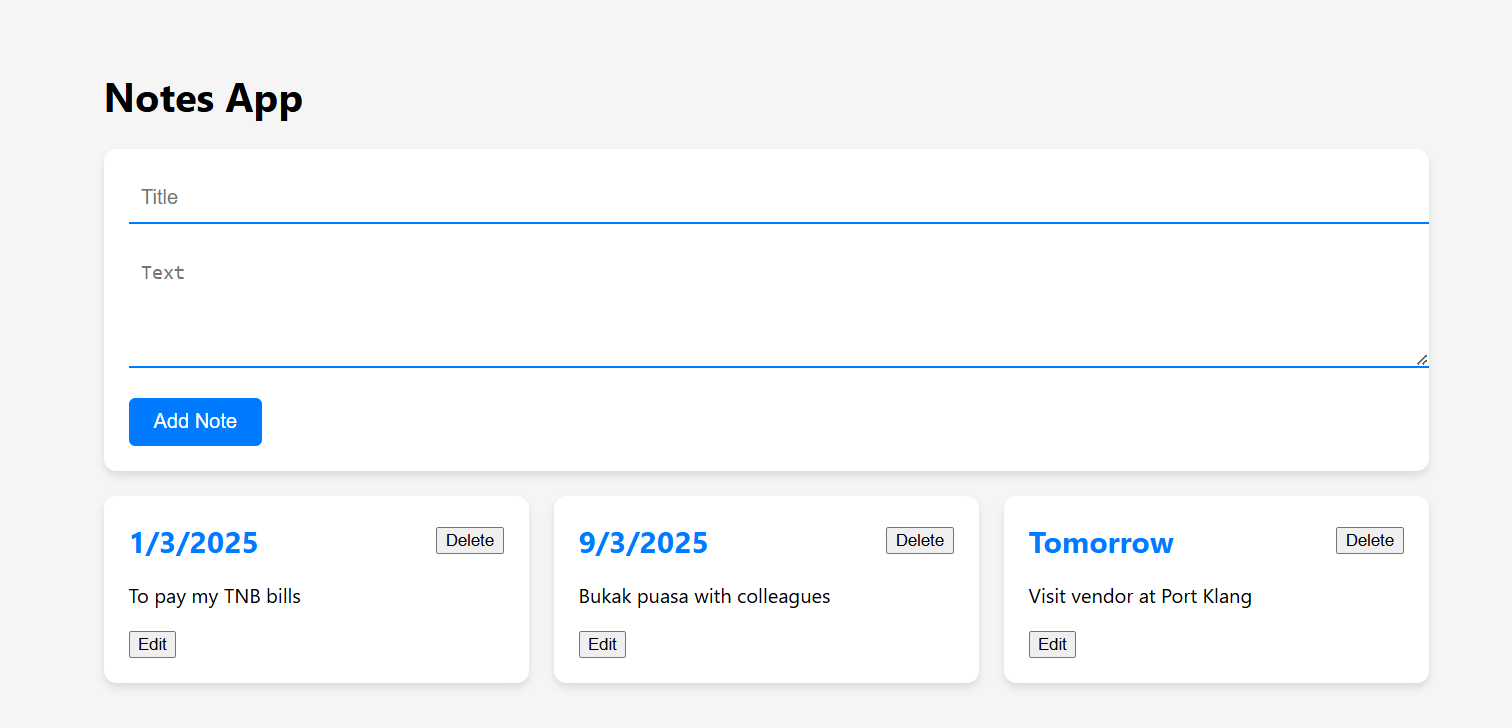 Notes App
Title
Text
Add Note
1/3/2025
Delete
To pay my TNB bills
Edit
9/3/2025
Delete
Bukak puasa with colleagues
Edit
Tomorrow
Delete
Visit vendor at Port Klang
Edit